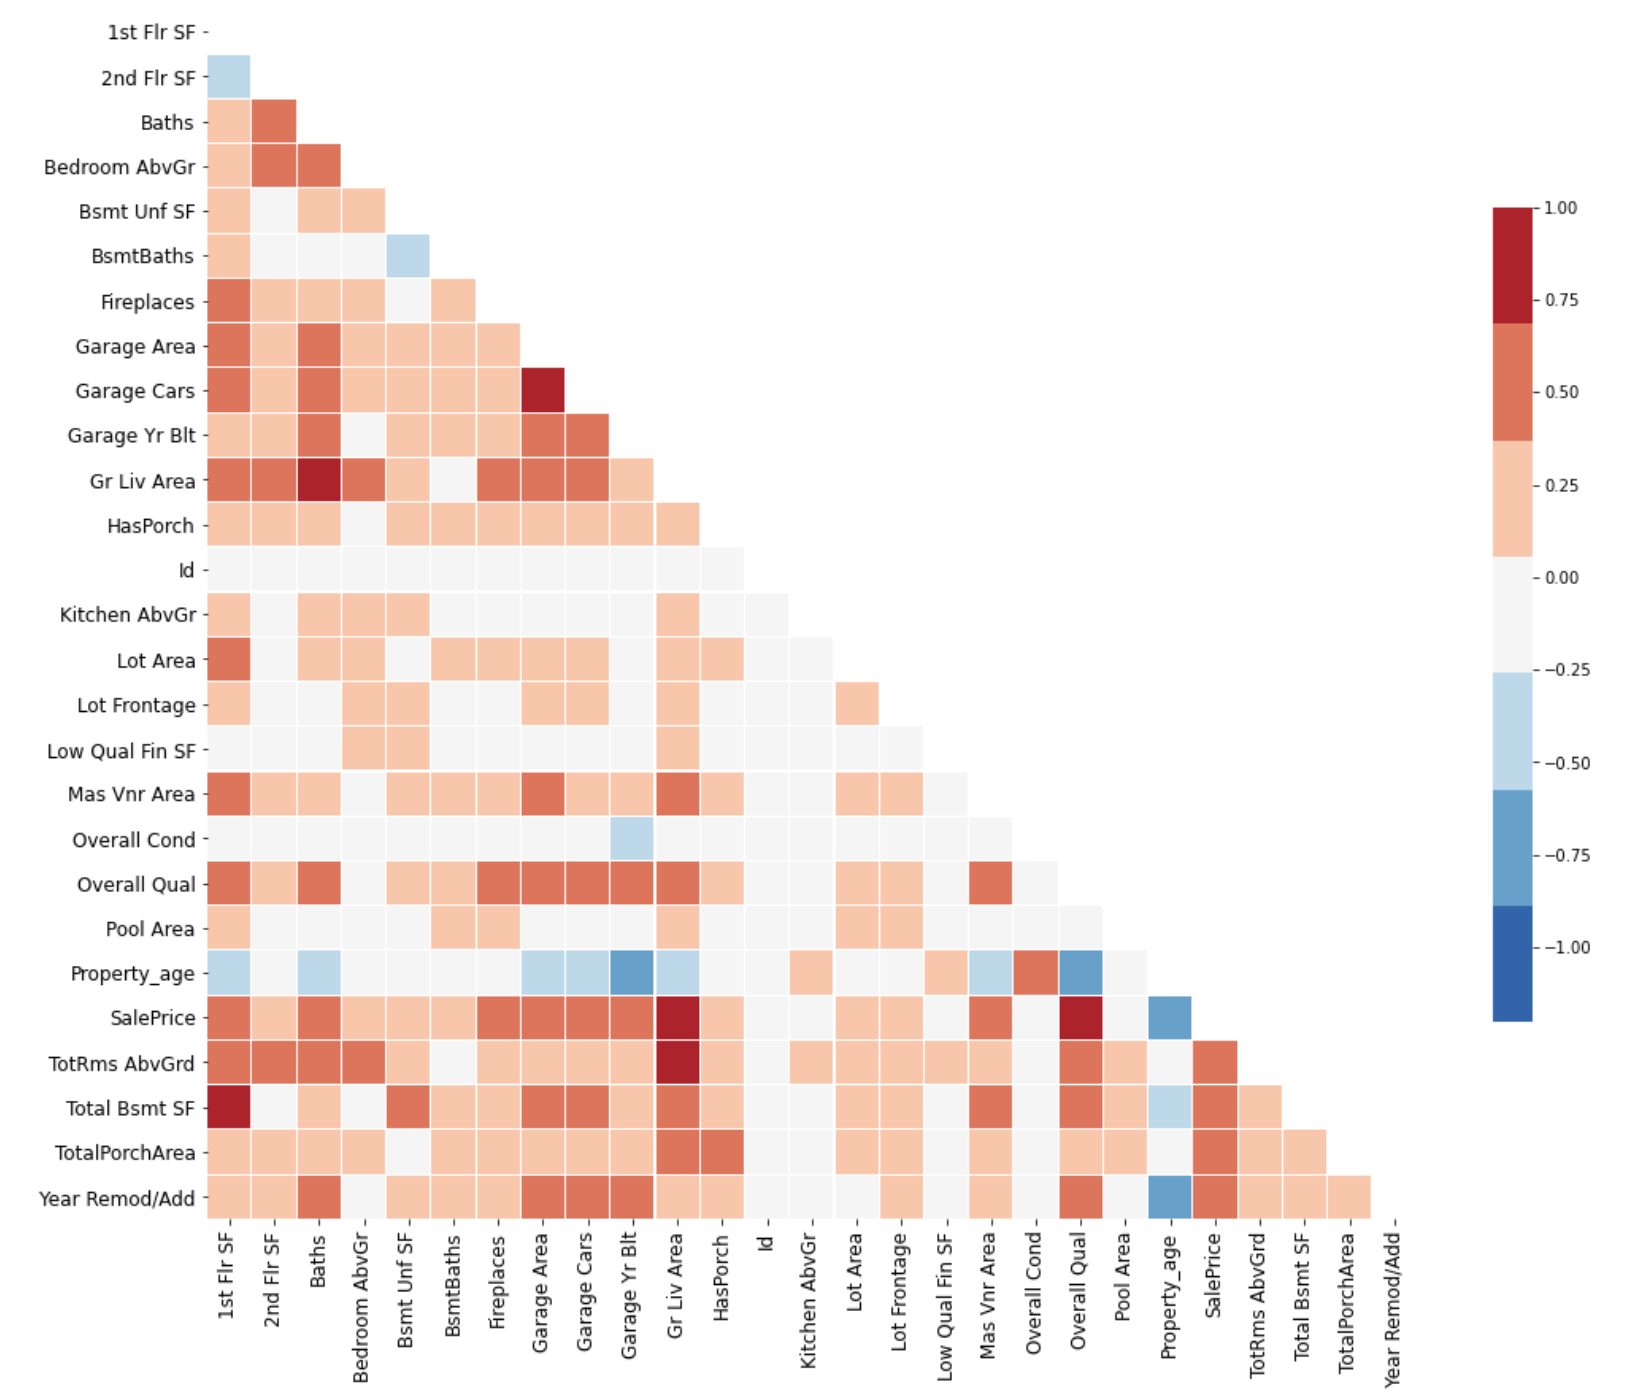 1st Flr SF
2nd Flr SF
Baths
Bedroom AbvGr
Bsmt Unf SF
BsmtBaths
Fireplaces
Garage Area
Garage Cars
Garage Yr Blt
Gr Liv Area
HasPorch
Id
Kitchen AbvGr
Lot Area
Lot Frontage
Low Qual Fin SF
Mas Vnr Area
Overall Cond
Overall Qual
Pool Area
Property_age
SalePrice
TotRms AbvGrd
Total Bsmt SF
TotalPorchArea
Year Remod/Add
1st Flr SF
2nd Flr SF
Baths
Bedroom AbvGr
Bsmt Unf SF
BsmtBaths
Fireplaces
Garage Area
Garage Cars
Garage Yr Blt
Gr Liv Area
HasPorch
Id
Kitchen AbvGr
Lot Area
Lot Frontage
Low Qual Fin SF
Mas Vnr Area
Overall Cond
Overall Qual
Pool Area
Property_age
SalePrice
TotRms AbvGrd
Total Bsmt SF
TotalPorchArea
Year Remod/Add
1.00
0.75
0.50
0.25
0.00
−0.25
−0.50
−0.75
−1.00